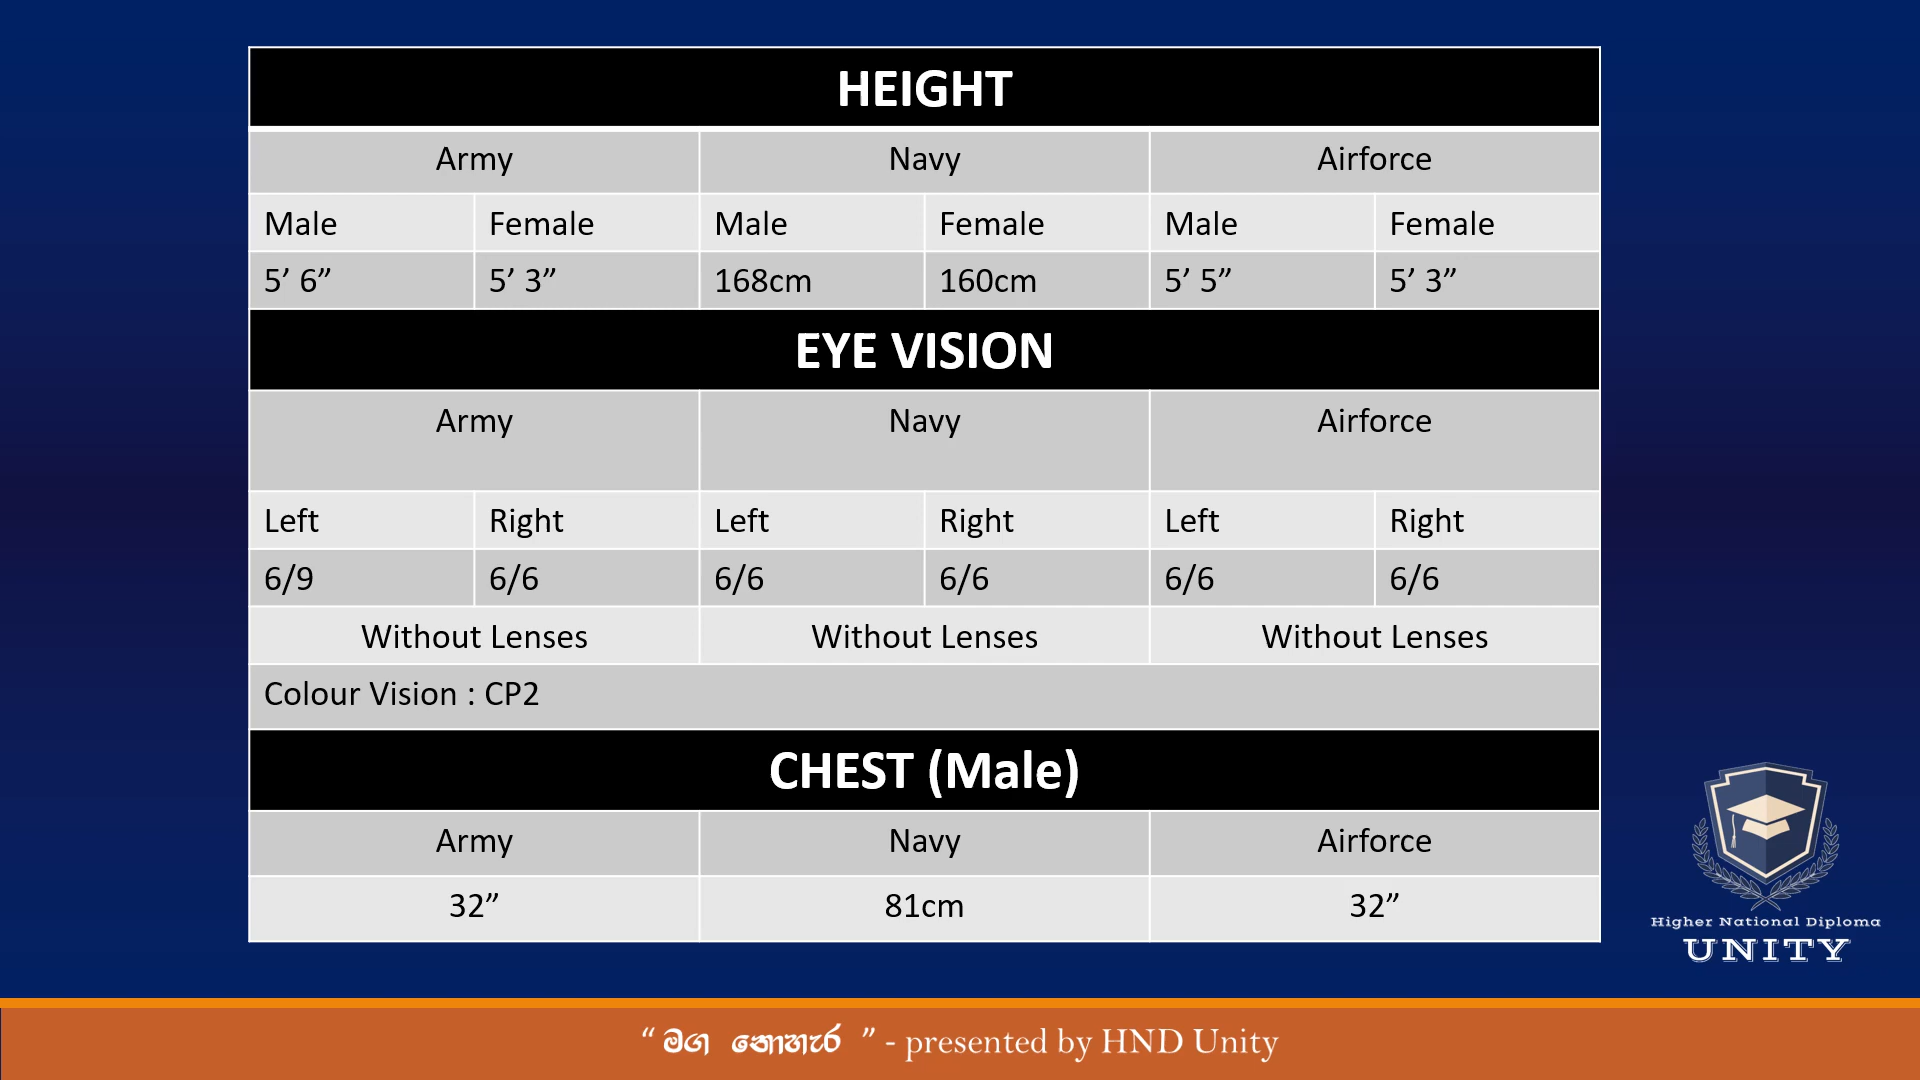 HEIGHT
Army Navy Airforce
Male Female Male Female Male Female
5’ 6” 5’ 3” 168cm 160cm 5’ 5” 5’ 3”
EYE VISION
Army Navy Airforce
Left Right Left Right Left Right
6/9 6/6 6/6 6/6 6/6 6/6
Without Lenses Without Lenses Without Lenses
Colour Vision : CP2
CHEST (Male)
Army Navy Airforce
32” 81cm 32”
Higher National Diploma
UNITY
“ මග නොහැර ” - presented by HND Unity